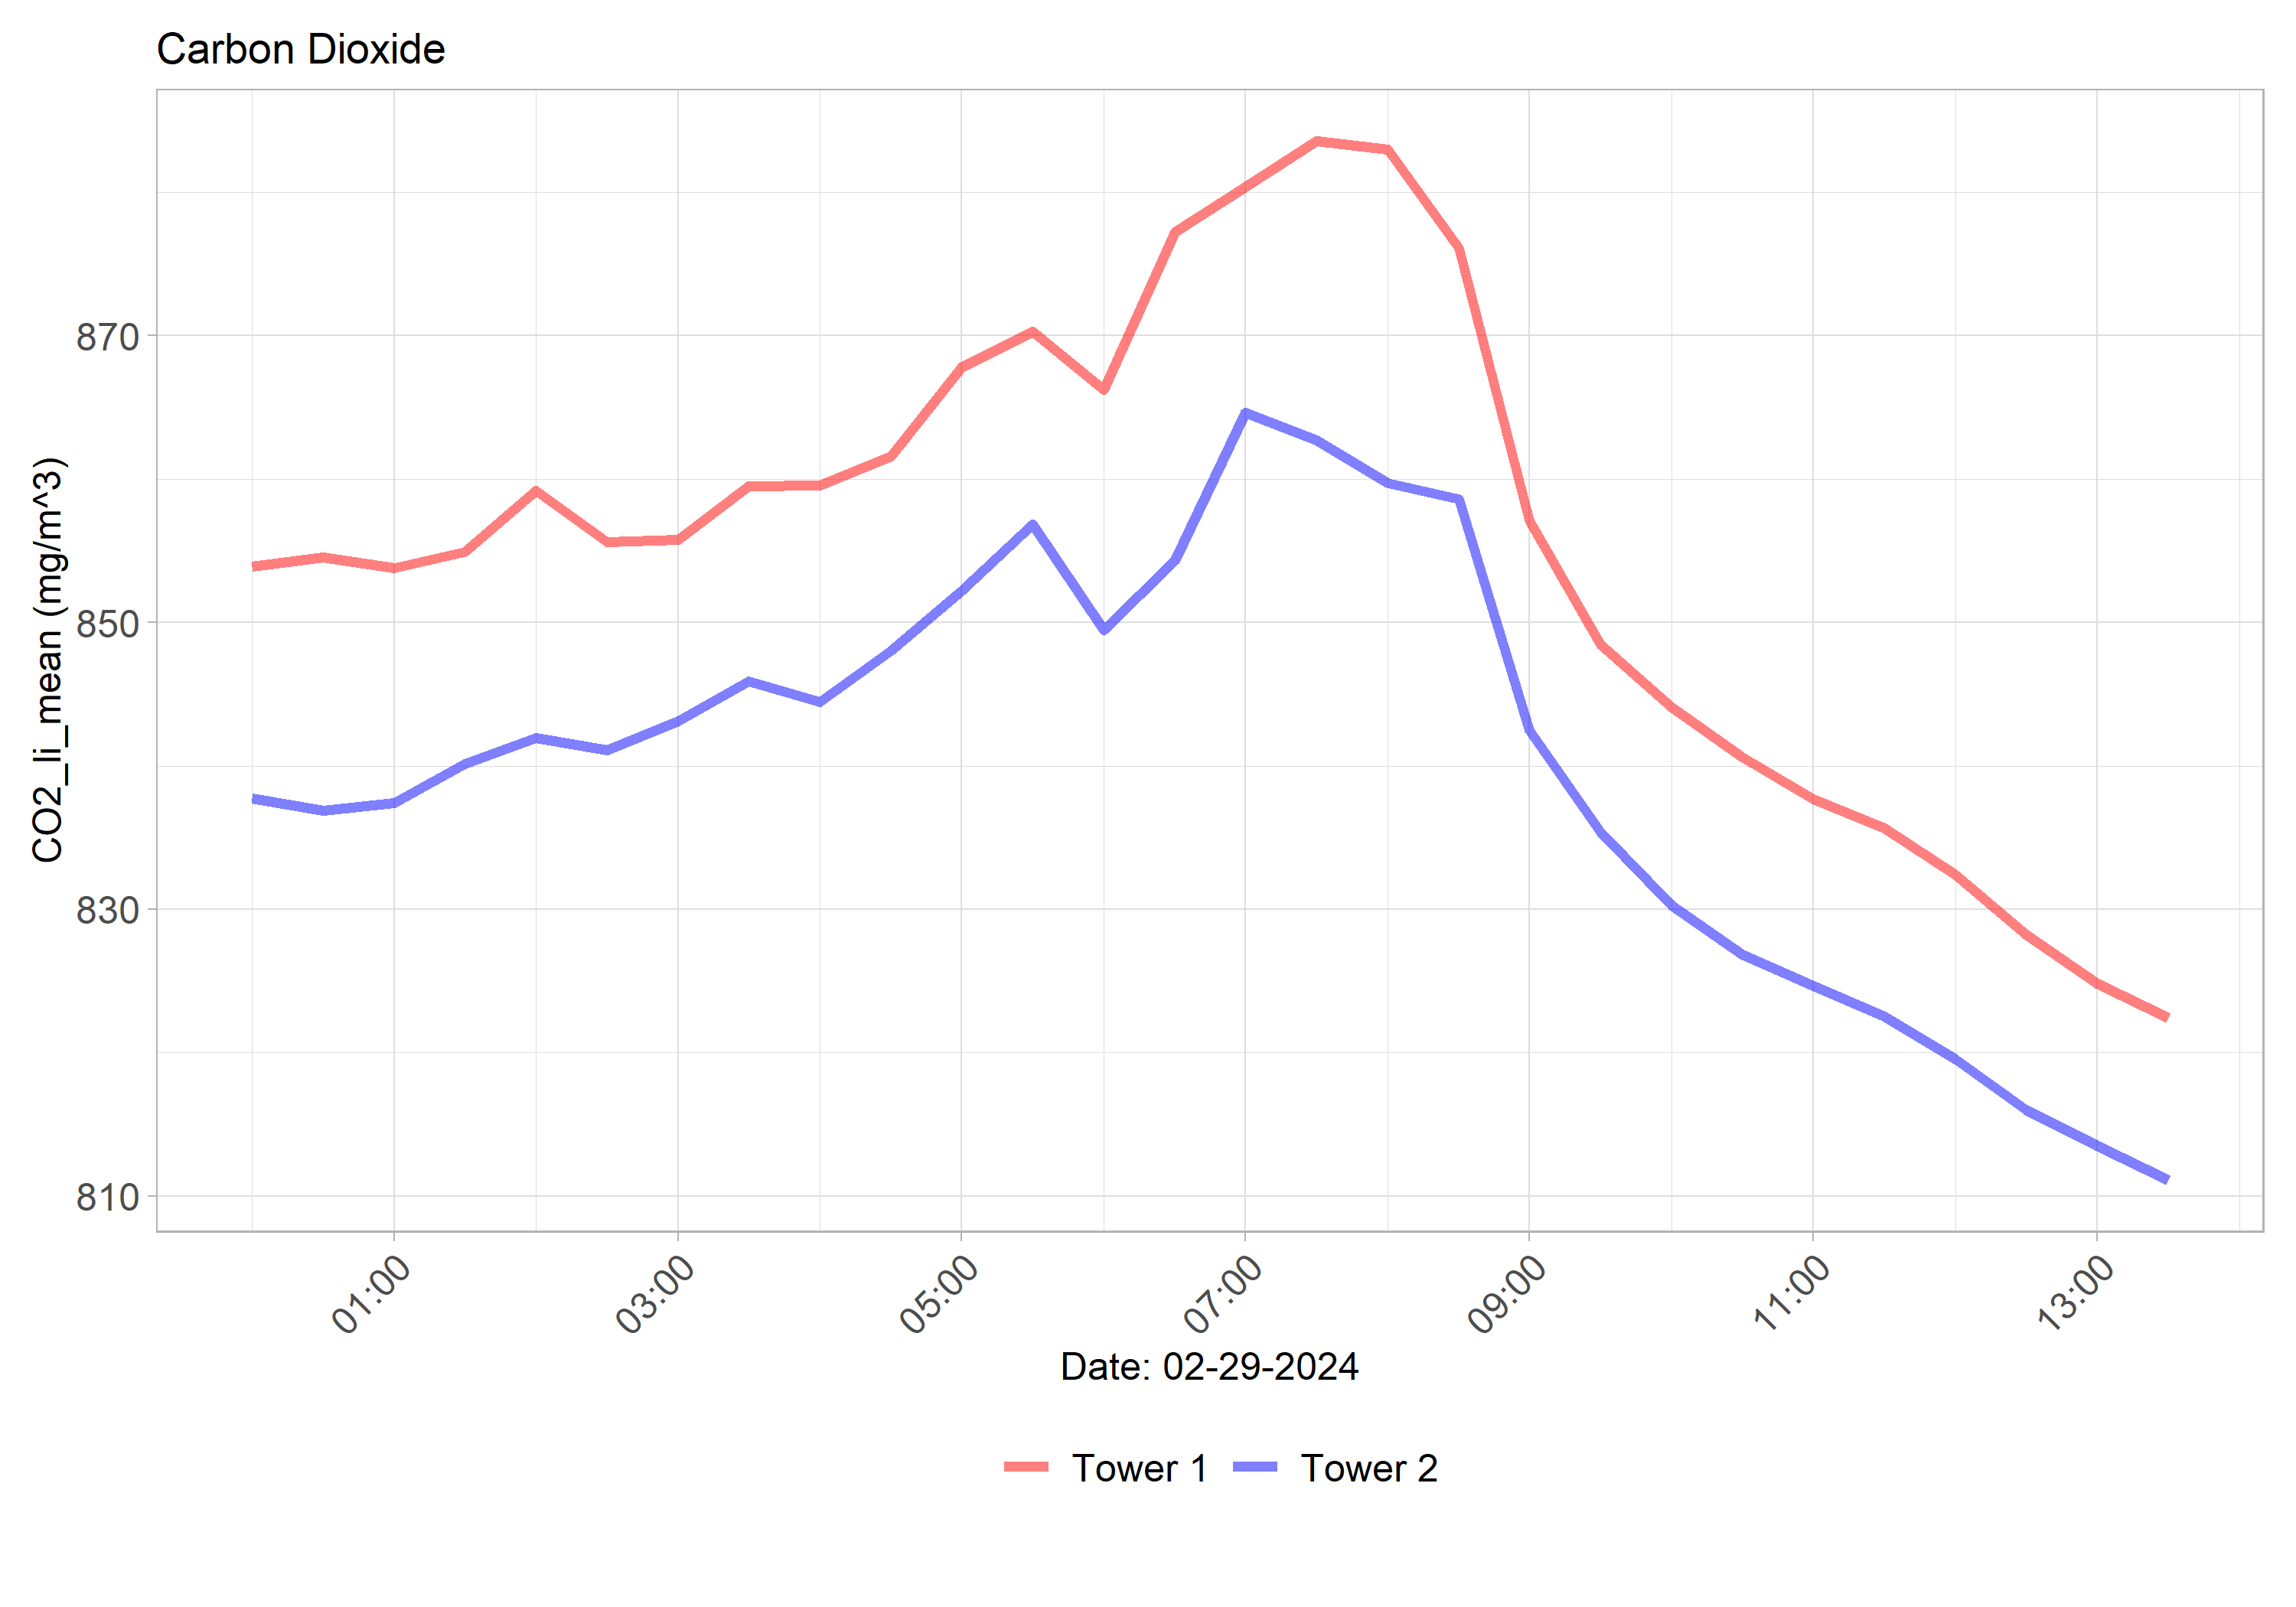 Carbon Dioxide
CO2_li_mean (mg/m^3)
870
850
830
810
01:00 03:00 05:00 07:00 09:00 11:00 13:00
Date: 02-29-2024
Tower 1 Tower 2